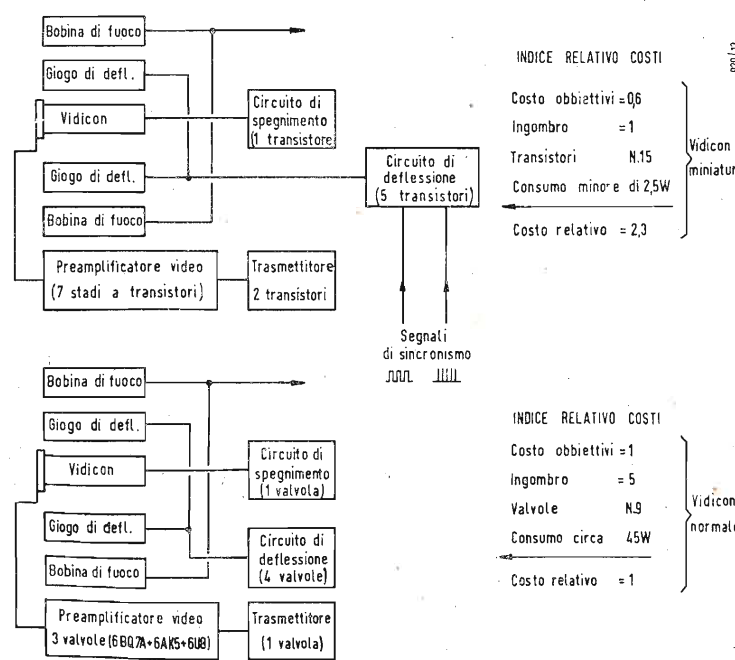 Bobina di fuoco
Giogo di defl.
Vidicon
Circuito di
spegnimento
(1 transistore
Giogo di defl.
Bobina di fuoco
Circuito di
deflessione
(5 transistori)
Preamplificatore video
(7 stadi a transistori)
Trasmettitore
2 transistori
Segnali
di sincronismo
INDICE RELATIVO COSTI
Costo obbiettivi = 0,6
Ingombro = 1
Transistori N.15
Consumo minore di 2,5W
Costo relativo = 2,3
Vidicon
miniatur
Bobina di fuoco
Giogo di defl.
Vidicon
Circuito di
spegnimento
(1 valvola)
Giogo di defl.
Bobina di fuoco
Circuito di
deflessione
(4 valvole)
Preamplificatore video
3 valvole (6BQ7A+6AK5+6U8)
Trasmettitore
(1 valvola)
INDICE RELATIVO COSTI
Costo obbiettivi = 1
Ingombro = 5
Valvole N.9
Consumo circa 45W
Costo relativo = 1
Vidicon
normale